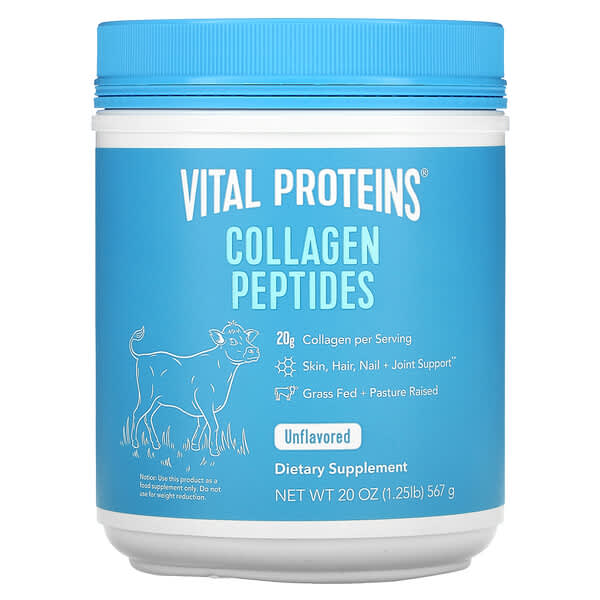 VITAL PROTEINS®
COLLAGEN
PEPTIDES
20g Collagen per Serving
Skin, Hair, Nail + Joint Support**
Grass Fed + Pasture Raised
Unflavored
Dietary Supplement
NET WT 20 OZ (1.25lb) 567 g
Notice: Use this product as a
food supplement only. Do not
use for weight reduction.